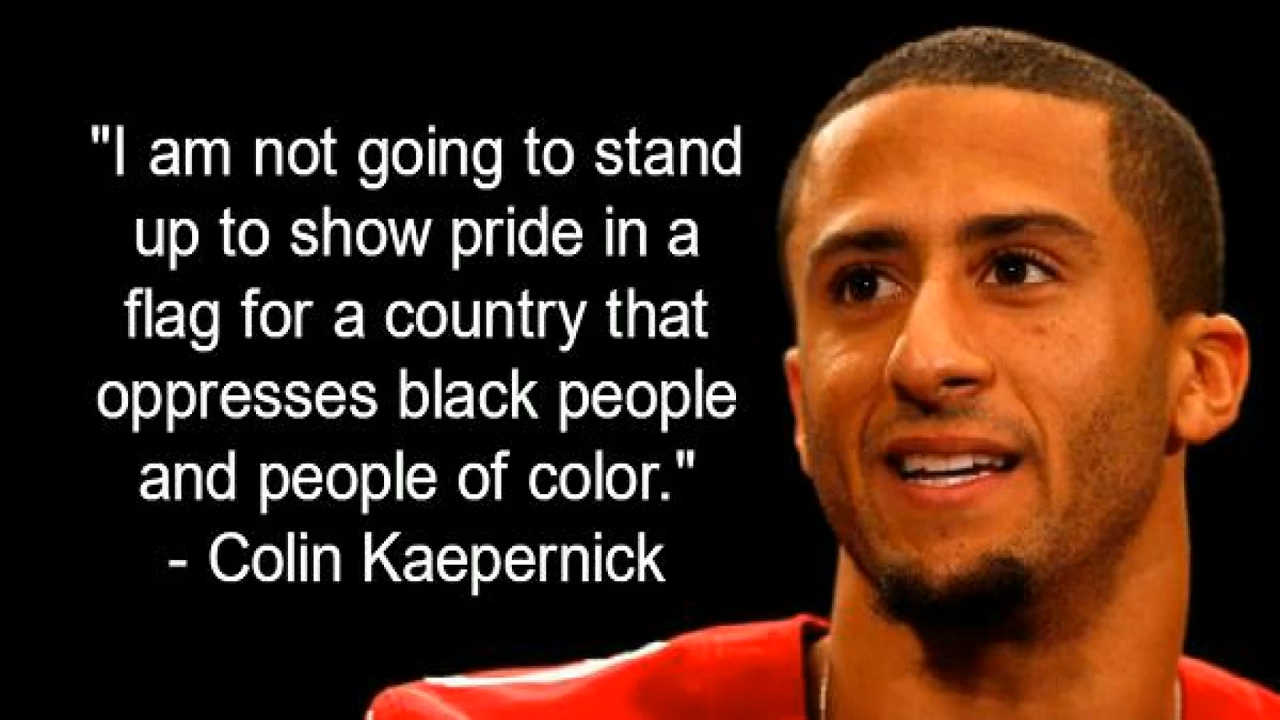 "I am not going to stand
up to show pride in a
flag for a country that
oppresses black people
and people of color."
- Colin Kaepernick